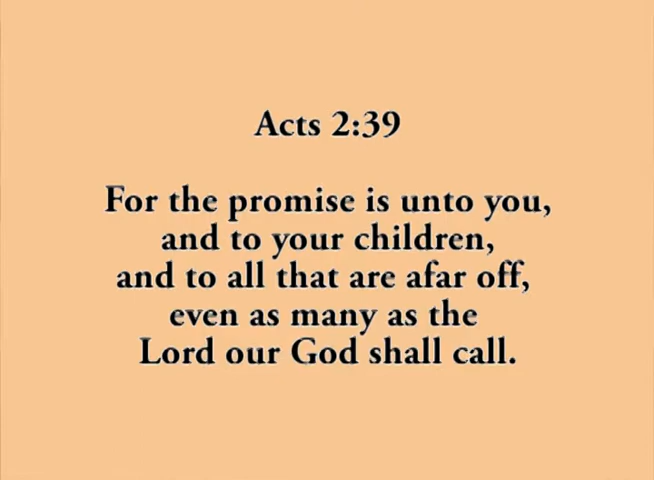 Acts 2:39
For the promise is unto you,
and to your children,
and to all that are afar off,
even as many as the
Lord our God shall call.